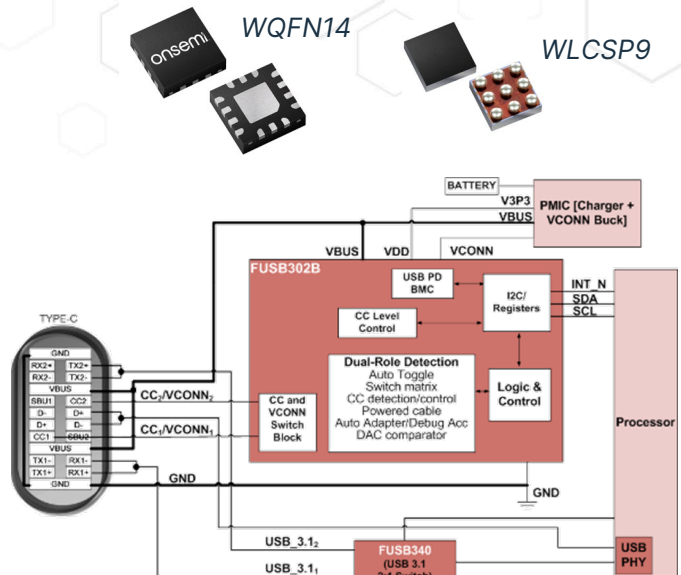 WQFN14
onsemi
WLCSP9
BATTERY
V3P3
VBUS
PMIC [Charger +
VCONN Buck]
VBUS
VDD
VCONN
FUSB302B
USB PD
BMC
I2C/
Registers
INT_N
SDA
SCL
CC Level
Control
TYPE-C
GND
RX2+ TX2+
RX2- TX2-
VBUS
SBU1 CC2
D- D+
D+ D-
CC1 SBU2
VBUS
TX1- RX1-
TX1+ RX1+
GND
Dual-Role Detection
Auto Toggle
Switch matrix
CC detection/control
Powered cable
Auto Adapter/Debug Acc
DAC comparator
Logic &
Control
CC₂/VCONN₂
CC and
VCONN
Switch
Block
CC₁/VCONN₁
Processor
GND
GND
USB_3.1₂
FUSB340
(USB 3.1
2:1 Switch)
USB_3.1₁
USB
PHY